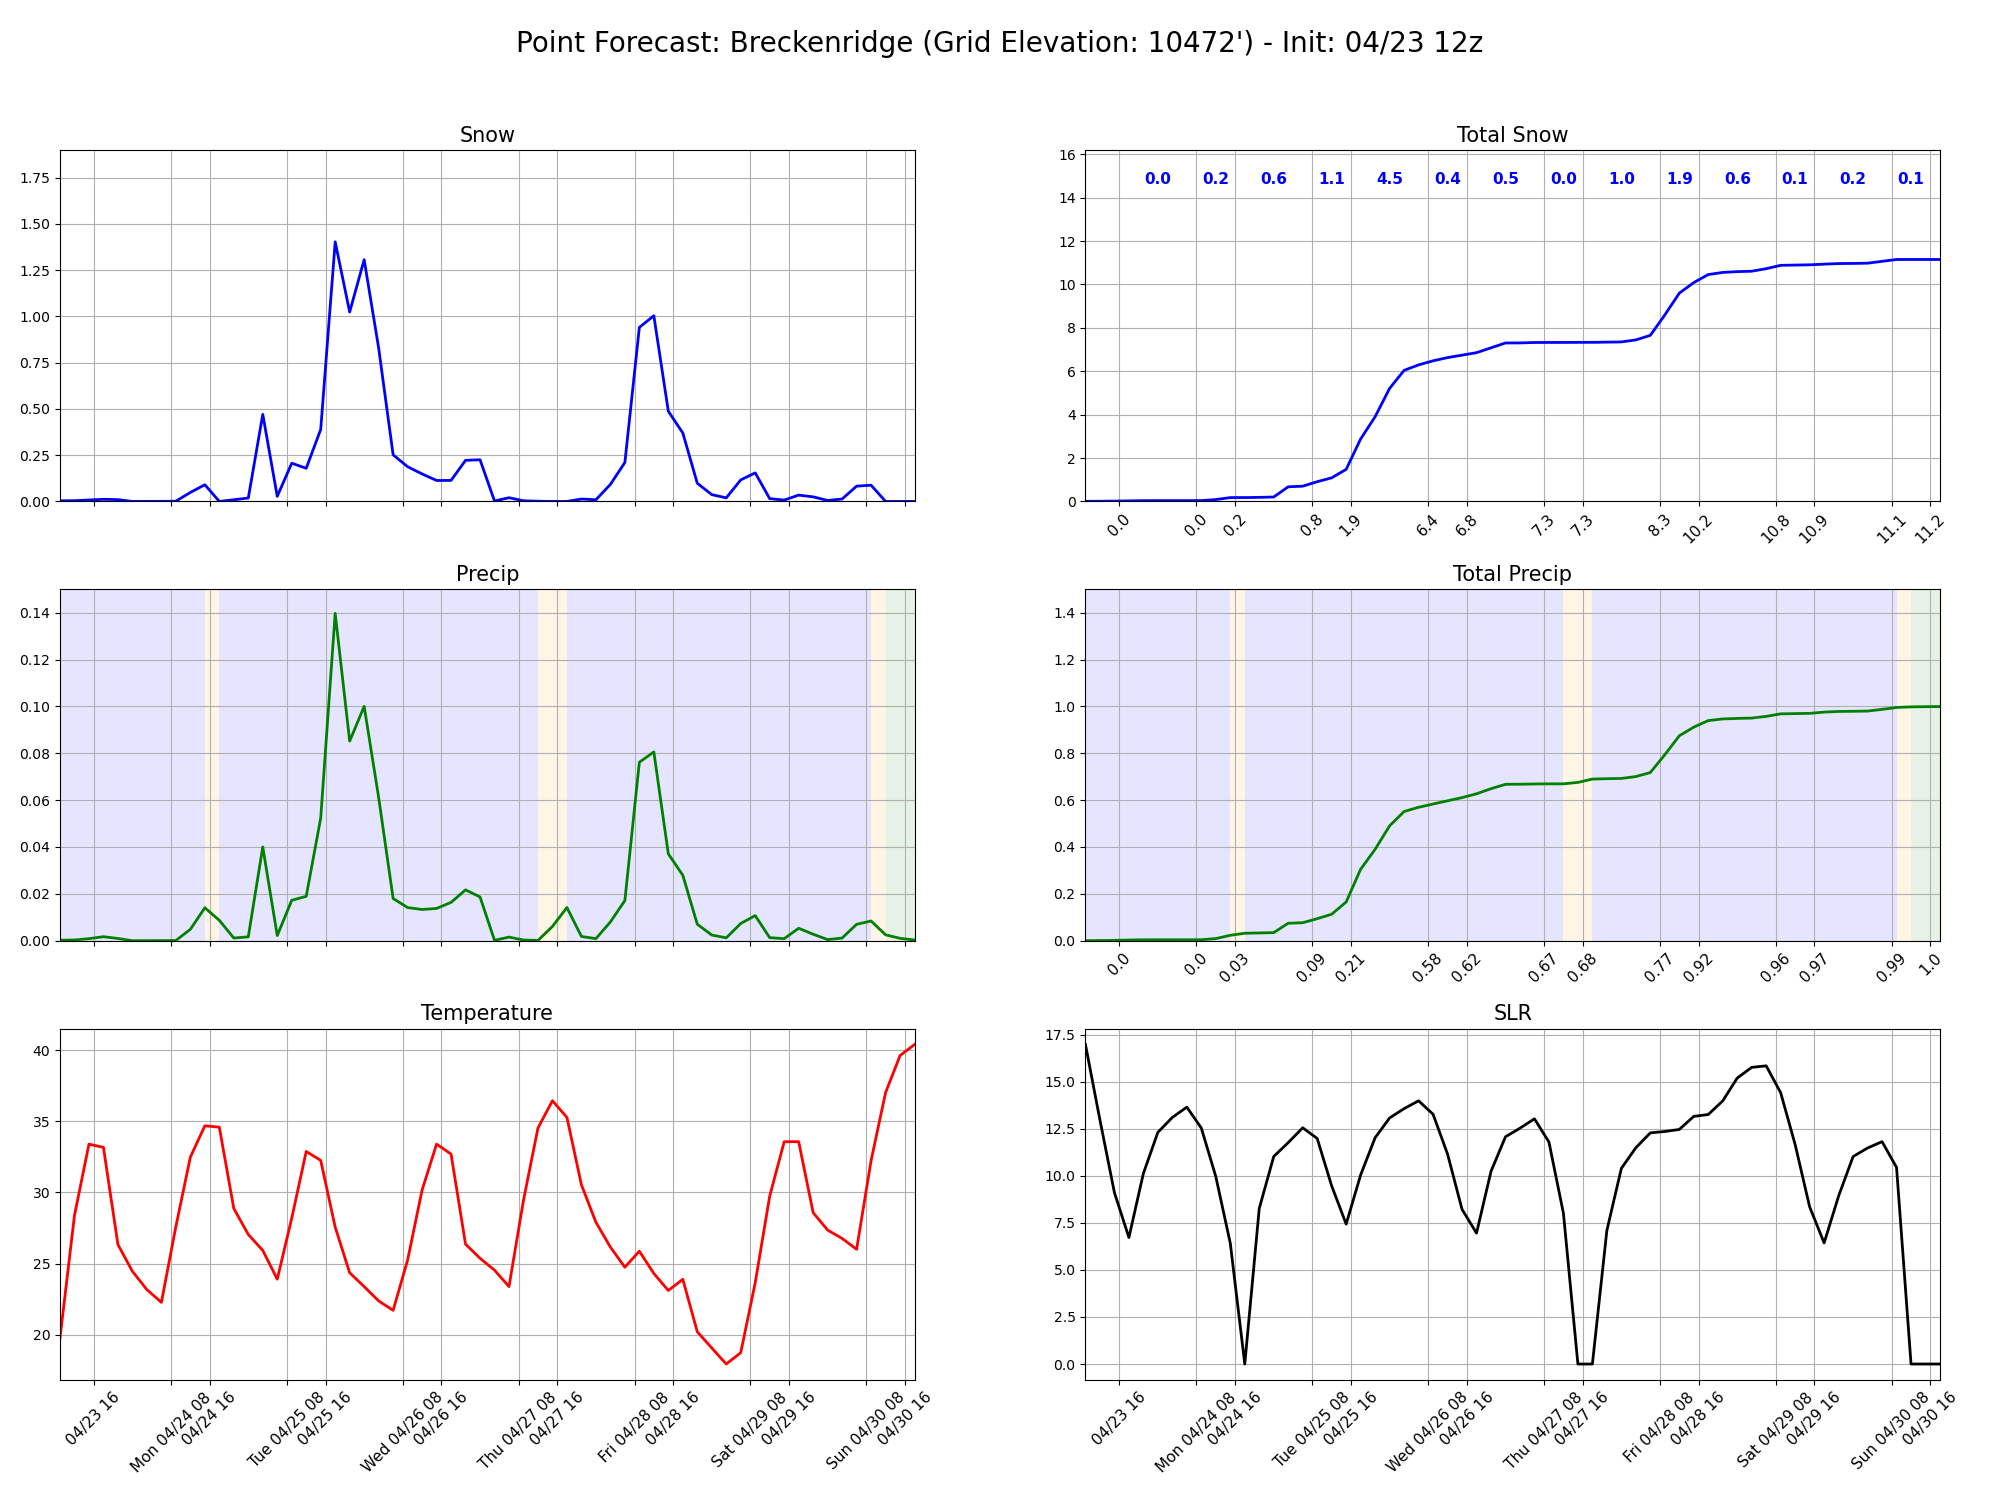 Point Forecast: Breckenridge (Grid Elevation: 10472') - Init: 04/23 12z
Snow
1.75
1.50
1.25
1.00
0.75
0.50
0.25
0.00
Total Snow
16
14
12
10
8
6
4
2
0
0.0 0.2 0.6 1.1 4.5 0.4 0.5 0.0 1.0 1.9 0.6 0.1 0.2 0.1
0.0 0.0 0.2 0.8 1.9 6.4 6.8 7.3 7.3 8.3 10.2 10.8 10.9 11.1 11.2
Precip
0.14
0.12
0.10
0.08
0.06
0.04
0.02
0.00
Total Precip
1.4
1.2
1.0
0.8
0.6
0.4
0.2
0.0
0.0 0.0 0.03 0.09 0.21 0.58 0.62 0.67 0.68 0.77 0.92 0.96 0.97 0.99 1.0
Temperature
40
35
30
25
20
04/23 16
Mon 04/24 08
04/24 16
Tue 04/25 08
04/25 16
Wed 04/26 08
04/26 16
Thu 04/27 08
04/27 16
Fri 04/28 08
04/28 16
Sat 04/29 08
04/29 16
Sun 04/30 08
04/30 16
SLR
17.5
15.0
12.5
10.0
7.5
5.0
2.5
0.0
04/23 16
Mon 04/24 08
04/24 16
Tue 04/25 08
04/25 16
Wed 04/26 08
04/26 16
Thu 04/27 08
04/27 16
Fri 04/28 08
04/28 16
Sat 04/29 08
04/29 16
Sun 04/30 08
04/30 16